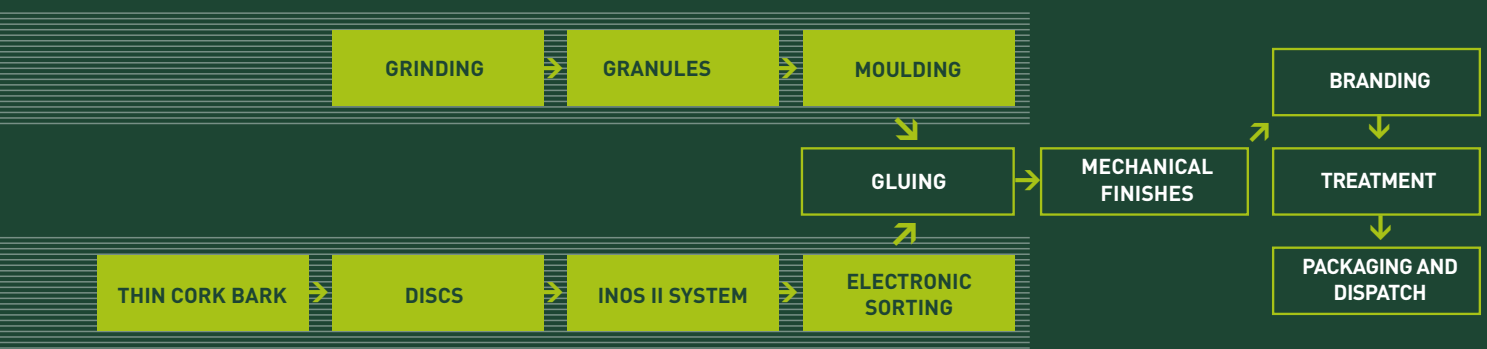 GRINDING
GRANULES
MOULDING
BRANDING
GLUING
MECHANICAL
FINISHES
TREATMENT
THIN CORK BARK
DISCS
INOS II SYSTEM
ELECTRONIC
SORTING
PACKAGING AND
DISPATCH